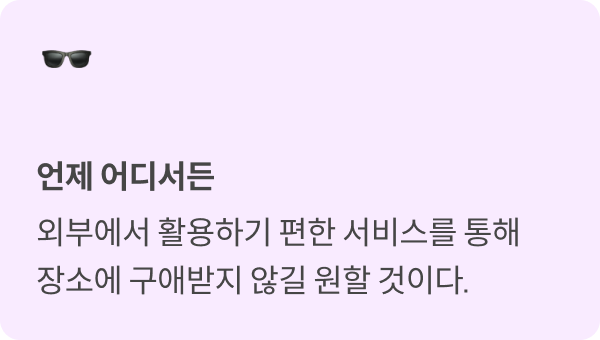 언제 어디서든
외부에서 활용하기 편한 서비스를 통해
장소에 구애받지 않길 원할 것이다.